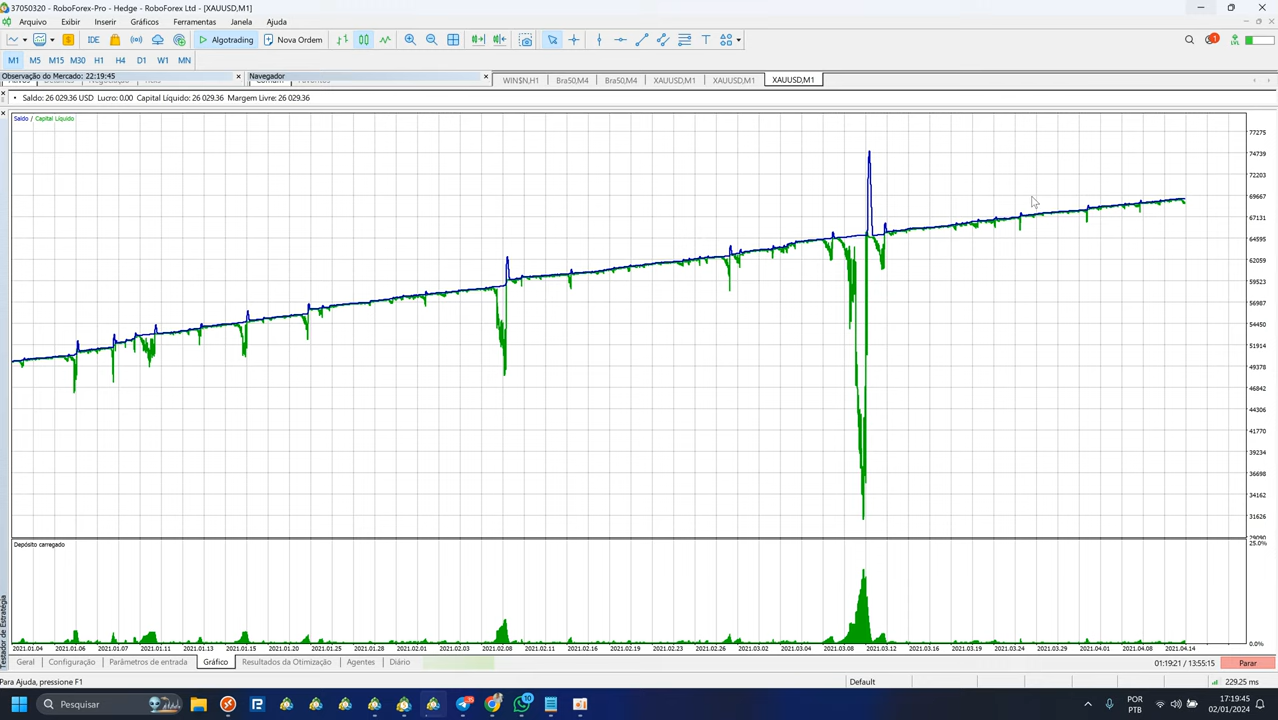 37050320 - RoboForex-Pro - Hedge - RoboForex Ltd - [XAUUSD,M1]
Arquivo Exibir Inserir Gráficos Ferramentas Janela Ajuda
IDE Algotrading Nova Ordem
M1 M5 M15 M30 H1 H4 D1 W1 MN
Observação do Mercado: 22:19:45
Navegador
WIN$N,H1 Bra50,M4 Bra50,M4 XAUUSD,M1 XAUUSD,M1 XAUUSD,M1
Saldo: 26 029.36 USD Lucro: 0.00 Capital Líquido: 26 029.36 Margem Livre: 26 029.36
Saldo / Capital Líquido
77275
74739
72203
69667
67131
64595
62059
59523
56987
54450
51914
49378
46842
44306
41770
39234
36698
34162
31626
29090
Depósito carregado
25.0%
0.0%
2021.01.04 2021.01.06 2021.01.07 2021.01.11 2021.01.13 2021.01.15 2021.01.20 2021.01.22 2021.01.26 2021.01.28 2021.02.01 2021.02.04 2021.02.08 2021.02.11 2021.02.16 2021.02.19 2021.02.23 2021.02.26 2021.03.02 2021.03.04 2021.03.08 2021.03.12 2021.03.16 2021.03.19 2021.03.24 2021.03.29 2021.04.01 2021.04.08 2021.04.14
Testador de Estratégia
Geral Configuração Parâmetros de entrada Gráfico Resultados da Otimização Agentes Diário
01:19:21 / 13:55:15 Parar
Para Ajuda, pressione F1
Default
229.25 ms
Pesquisar
POR
PTB
17:19:45
02/01/2024